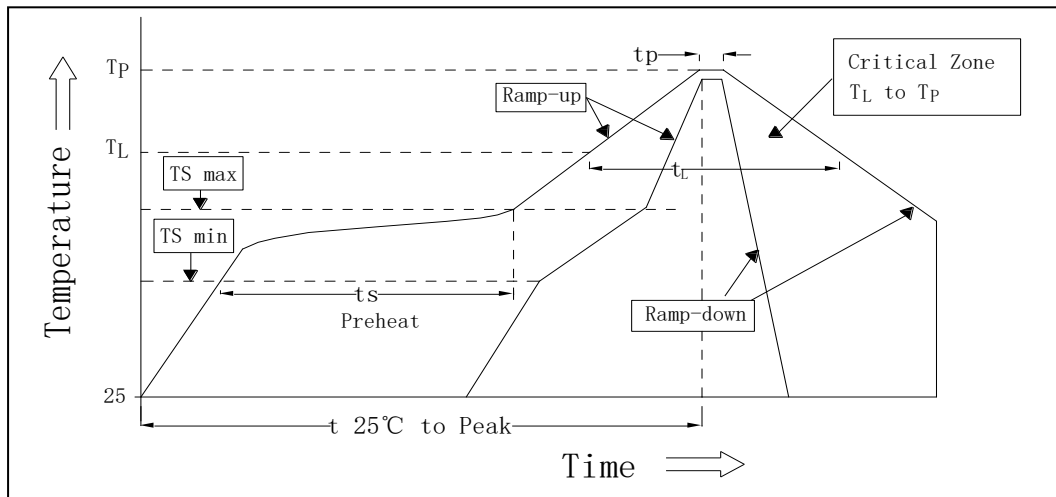 tp
TP
Critical Zone
TL to TP
Ramp-up
TL
tL
TS max
TS min
ts
Preheat
Ramp-down
25
t 25℃ to Peak
Temperature
Time